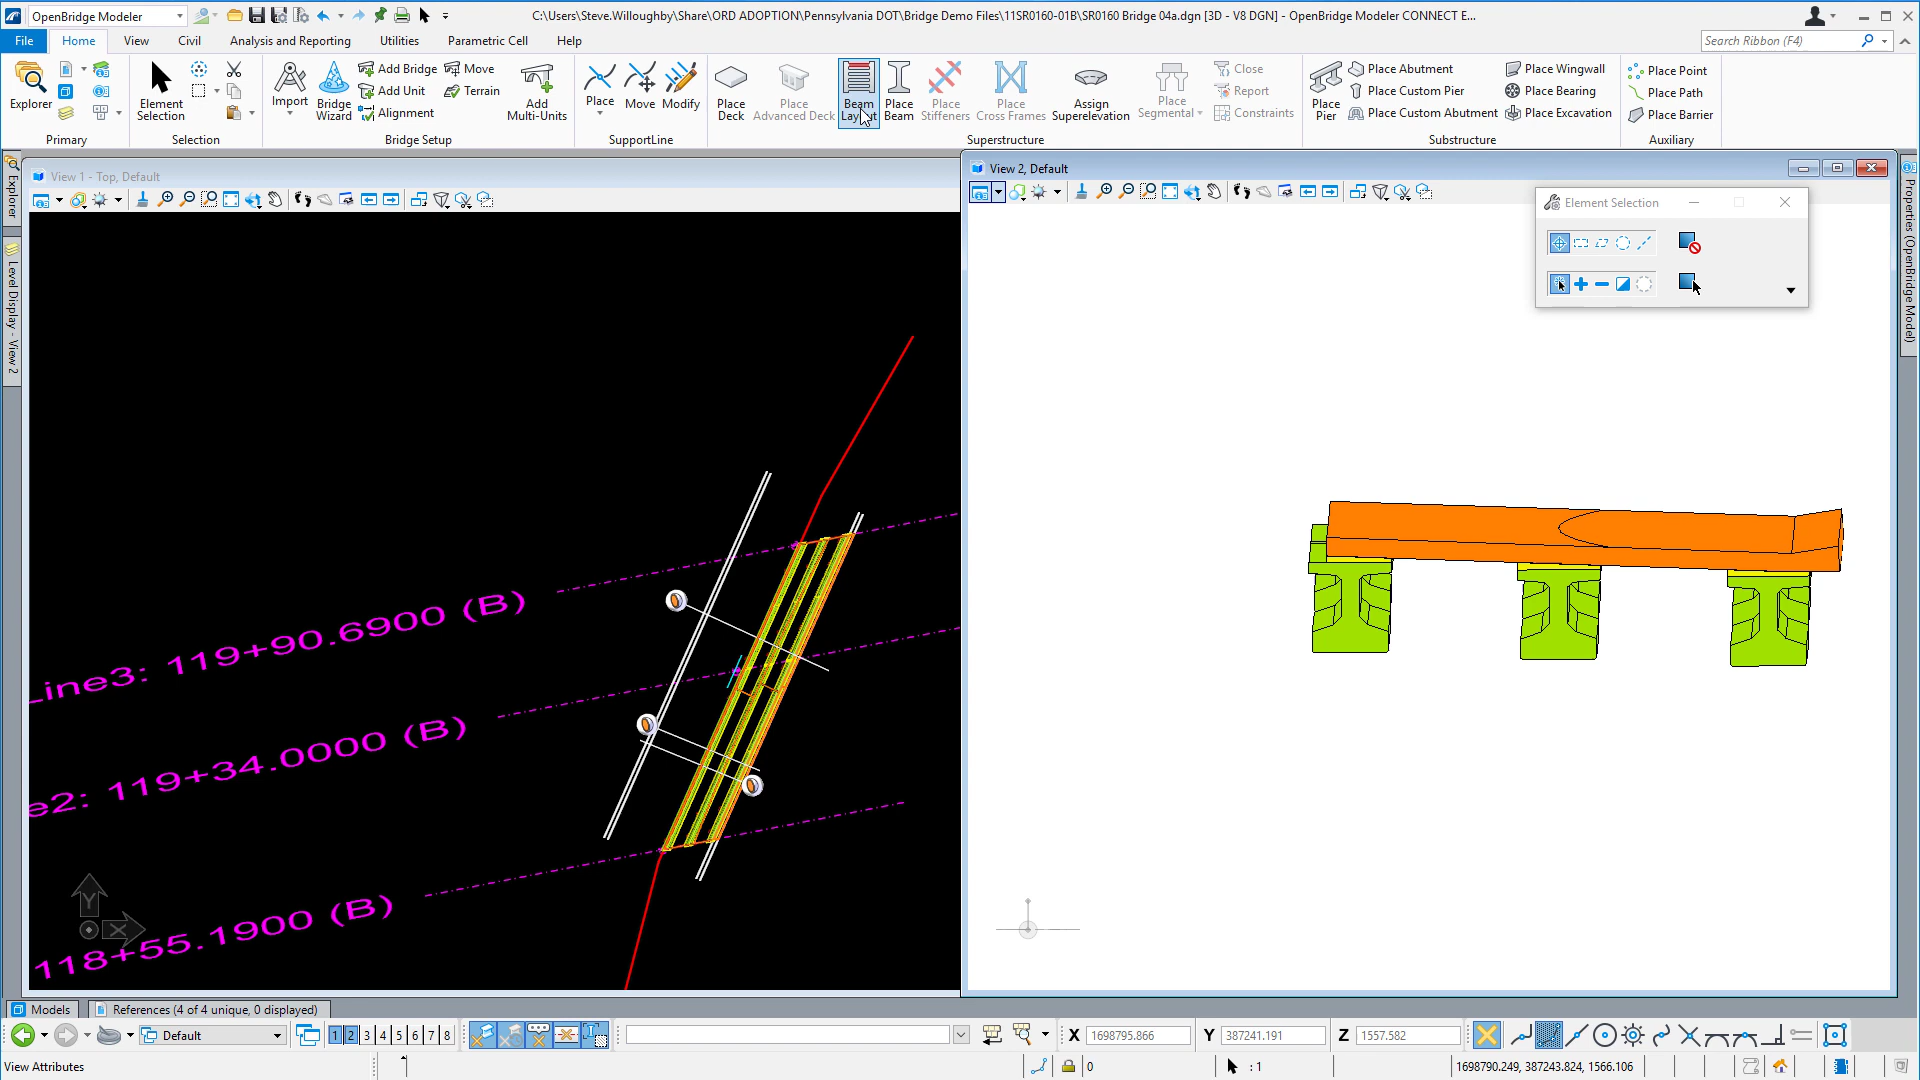 OpenBridge Modeler
C:\Users\Steve.Willoughby\Share\ORD ADOPTION\Pennsylvania DOT\Bridge Demo Files\11SR0160-01B\SR0160 Bridge 04a.dgn [3D - V8 DGN] - OpenBridge Modeler CONNECT E...
File Home View Civil Analysis and Reporting Utilities Parametric Cell Help
Search Ribbon (F4)
Explorer
Primary
Element Selection
Selection
Import
Bridge Wizard
Add Bridge
Add Unit
Alignment
Move
Terrain
Add Multi-Units
Bridge Setup
Place
Move
Modify
SupportLine
Place Deck
Place Advanced Deck
Beam Layout
Place Beam
Place Stiffeners
Place Cross Frames
Assign Superelevation
Place Segmental
Close
Report
Constraints
Superstructure
Place Pier
Place Abutment
Place Custom Pier
Place Custom Abutment
Place Wingwall
Place Bearing
Place Excavation
Substructure
Place Point
Place Path
Place Barrier
Auxiliary
Explorer
Level Display - View 2
View 1 - Top, Default
Line3: 119+90.6900 (B)
e2: 119+34.0000 (B)
118+55.1900 (B)
Y
X
View 2, Default
Element Selection
Properties (OpenBridge Model)
Models
References (4 of 4 unique, 0 displayed)
Default
1 2 3 4 5 6 7 8
X 1698795.866
Y 387241.191
Z 1557.582
View Attributes
0
: 1
1698790.249, 387243.824, 1566.106